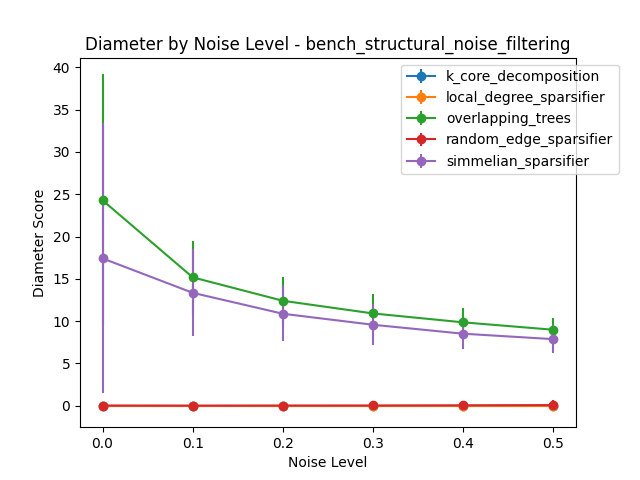 Diameter by Noise Level - bench_structural_noise_filtering
k_core_decomposition
local_degree_sparsifier
overlapping_trees
random_edge_sparsifier
simmelian_sparsifier
Diameter Score
40
35
30
25
20
15
10
5
0
0.0 0.1 0.2 0.3 0.4 0.5
Noise Level